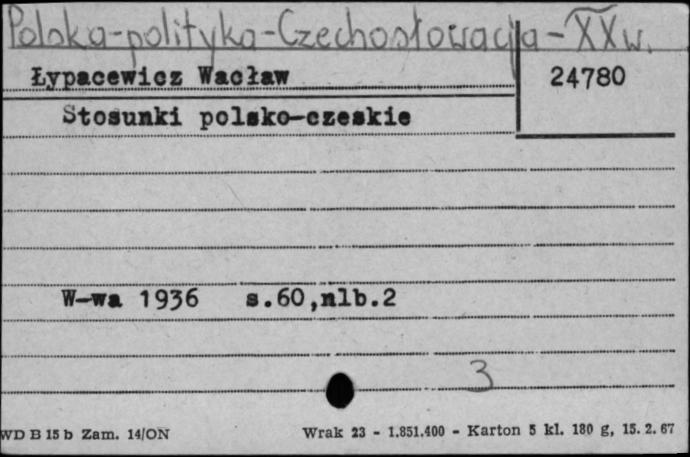 Polska-polityka-Czechosłowacja-XX w.
Łypacewicz Wacław
24780
Stosunki polsko-czeskie
W-wa 1936 s.60,nlb.2
3
WD B 15 b Zam. 14/ON
Wrak 23 - 1.851.400 - Karton 5 kl. 180 g, 15. 2. 67